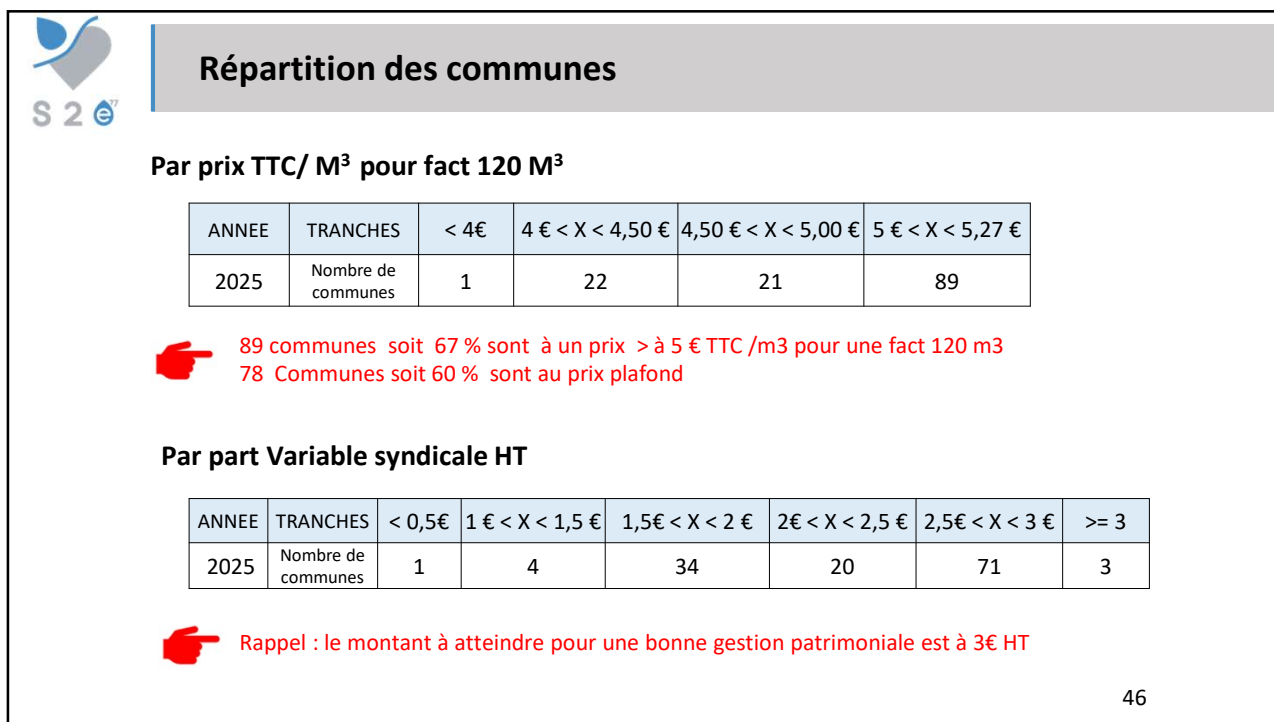 S 2 e 77
Répartition des communes
Par prix TTC/ M³ pour fact 120 M³
ANNEE TRANCHES < 4€ 4 € < X < 4,50 € 4,50 € < X < 5,00 € 5 € < X < 5,27 €
2025 Nombre de communes 1 22 21 89
89 communes soit 67 % sont à un prix > à 5 € TTC /m3 pour une fact 120 m3
78 Communes soit 60 % sont au prix plafond
Par part Variable syndicale HT
ANNEE TRANCHES < 0,5€ 1 € < X < 1,5 € 1,5€ < X < 2 € 2€ < X < 2,5 € 2,5€ < X < 3 € >= 3
2025 Nombre de communes 1 4 34 20 71 3
Rappel : le montant à atteindre pour une bonne gestion patrimoniale est à 3€ HT
46